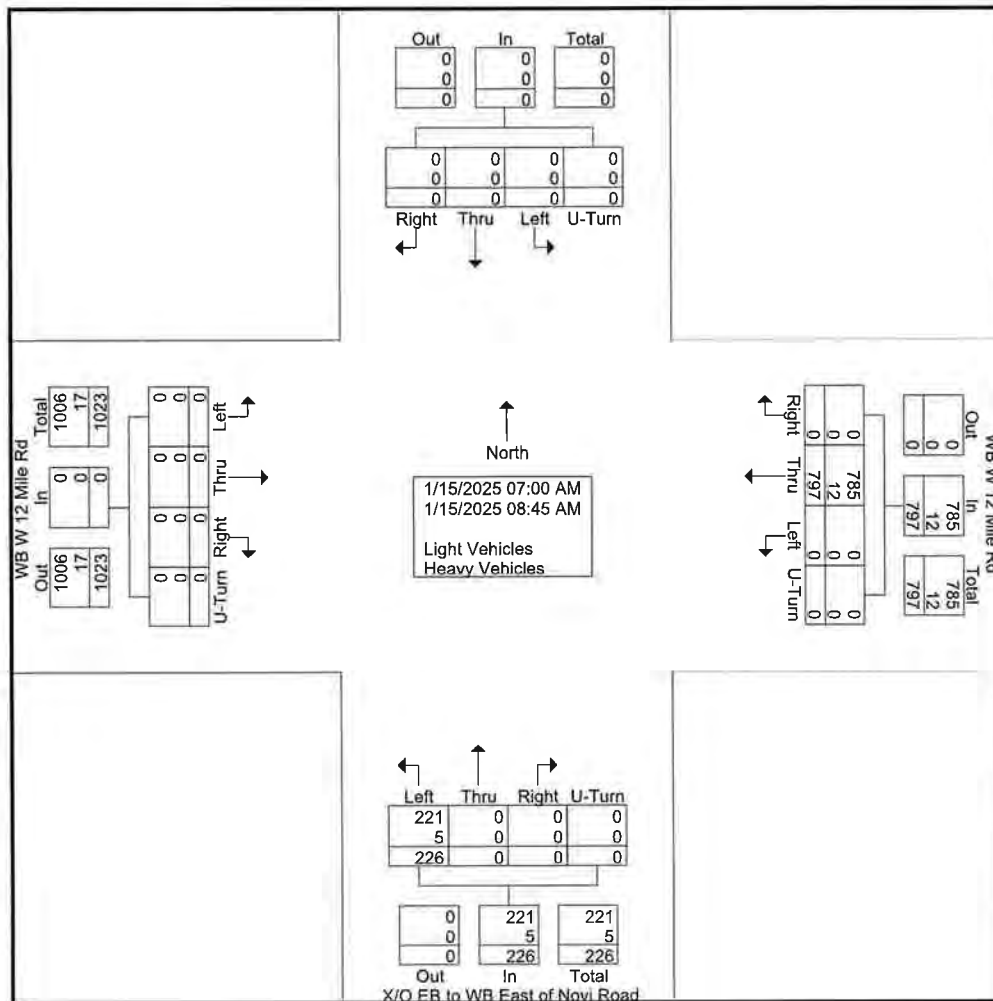 Out In Total
0 0 0
0 0 0
0 0 0
0 0 0 0
0 0 0 0
0 0 0 0
Right Thru Left U-Turn
WB W 12 Mile Rd
Out In Total
1006 0 1006
17 0 17
1023 0 1023
U-Turn Right Thru Left
0 0 0 0
0 0 0 0
0 0 0 0
North
1/15/2025 07:00 AM
1/15/2025 08:45 AM
Light Vehicles
Heavy Vehicles
Right Thru Left U-Turn
0 785 0 0
0 12 0 0
0 797 0 0
WB W 12 Mile Rd
Out In Total
0 785 785
0 12 12
0 797 797
Left Thru Right U-Turn
221 0 0 0
5 0 0 0
226 0 0 0
0 221 221
0 5 5
0 226 226
Out In Total
X/O EB to WB East of Novi Road